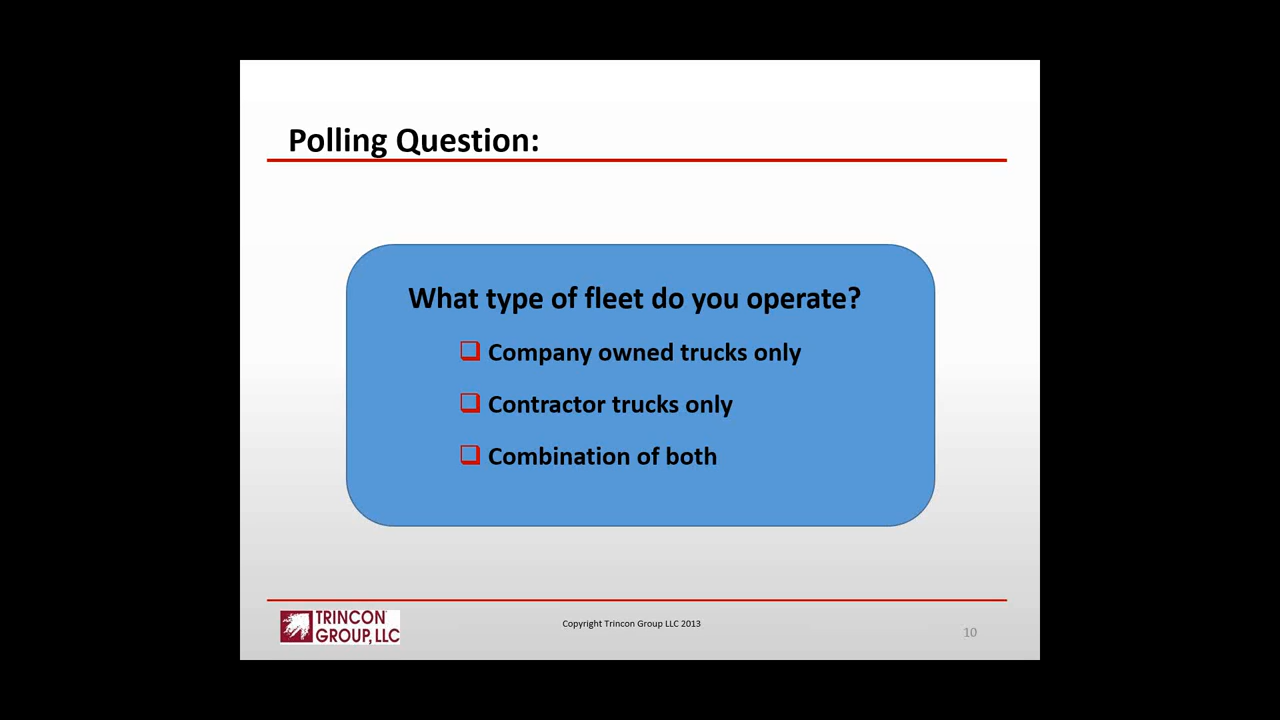 Polling Question:
What type of fleet do you operate?
Company owned trucks only
Contractor trucks only
Combination of both
TRINCON
GROUP, LLC
Copyright Trincon Group LLC 2013
10